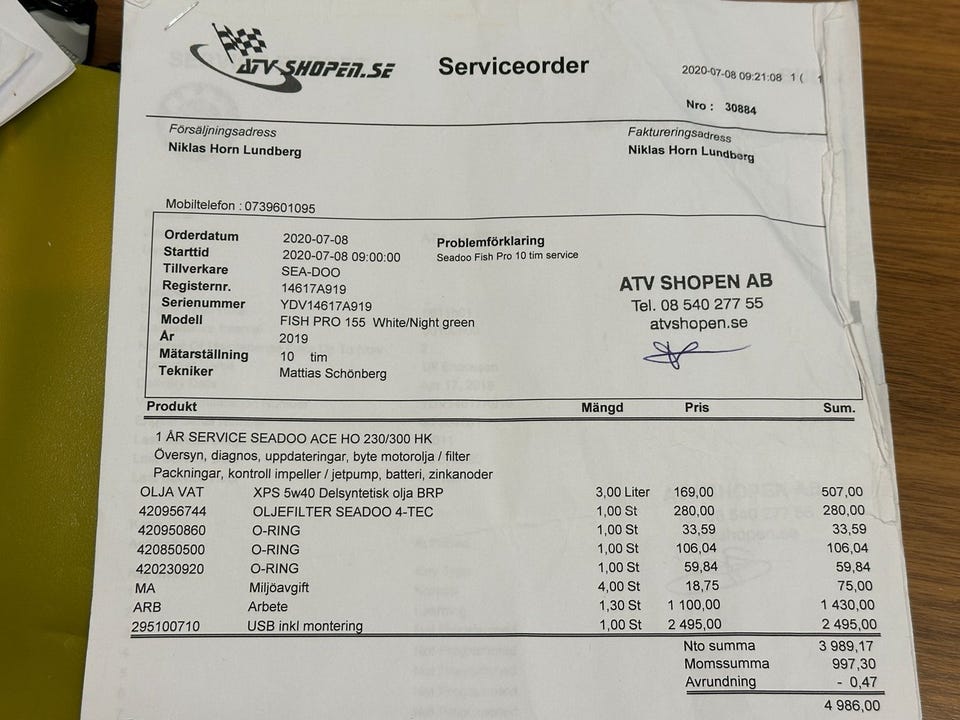 ATV SHOPEN.SE
Serviceorder
2020-07-08 09:21:08 1 (
Nro : 30884
Försäljningsadress
Niklas Horn Lundberg
Faktureringsadress
Niklas Horn Lundberg
Mobiltelefon : 0739601095
Orderdatum 2020-07-08
Starttid 2020-07-08 09:00:00
Tillverkare SEA-DOO
Registernr. 14617A919
Serienummer YDV14617A919
Modell FISH PRO 155 White/Night green
År 2019
Mätarställning 10 tim
Tekniker Mattias Schönberg
Problemförklaring
Seadoo Fish Pro 10 tim service
ATV SHOPEN AB
Tel. 08 540 277 55
atvshopen.se
Produkt Mängd Pris Sum.
1 ÅR SERVICE SEADOO ACE HO 230/300 HK
Översyn, diagnos, uppdateringar, byte motorolja / filter
Packningar, kontroll impeller / jetpump, batteri, zinkanoder
OLJA VAT XPS 5w40 Delsyntetisk olja BRP 3,00 Liter 169,00 507,00
420956744 OLJEFILTER SEADOO 4-TEC 1,00 St 280,00 280,00
420950860 O-RING 1,00 St 33,59 33,59
420850500 O-RING 1,00 St 106,04 106,04
420230920 O-RING 1,00 St 59,84 59,84
MA Miljöavgift 4,00 St 18,75 75,00
ARB Arbete 1,30 St 1 100,00 1 430,00
295100710 USB inkl montering 1,00 St 2 495,00 2 495,00
Nto summa 3 989,17
Momssumma 997,30
Avrundning - 0,47
4 986,00